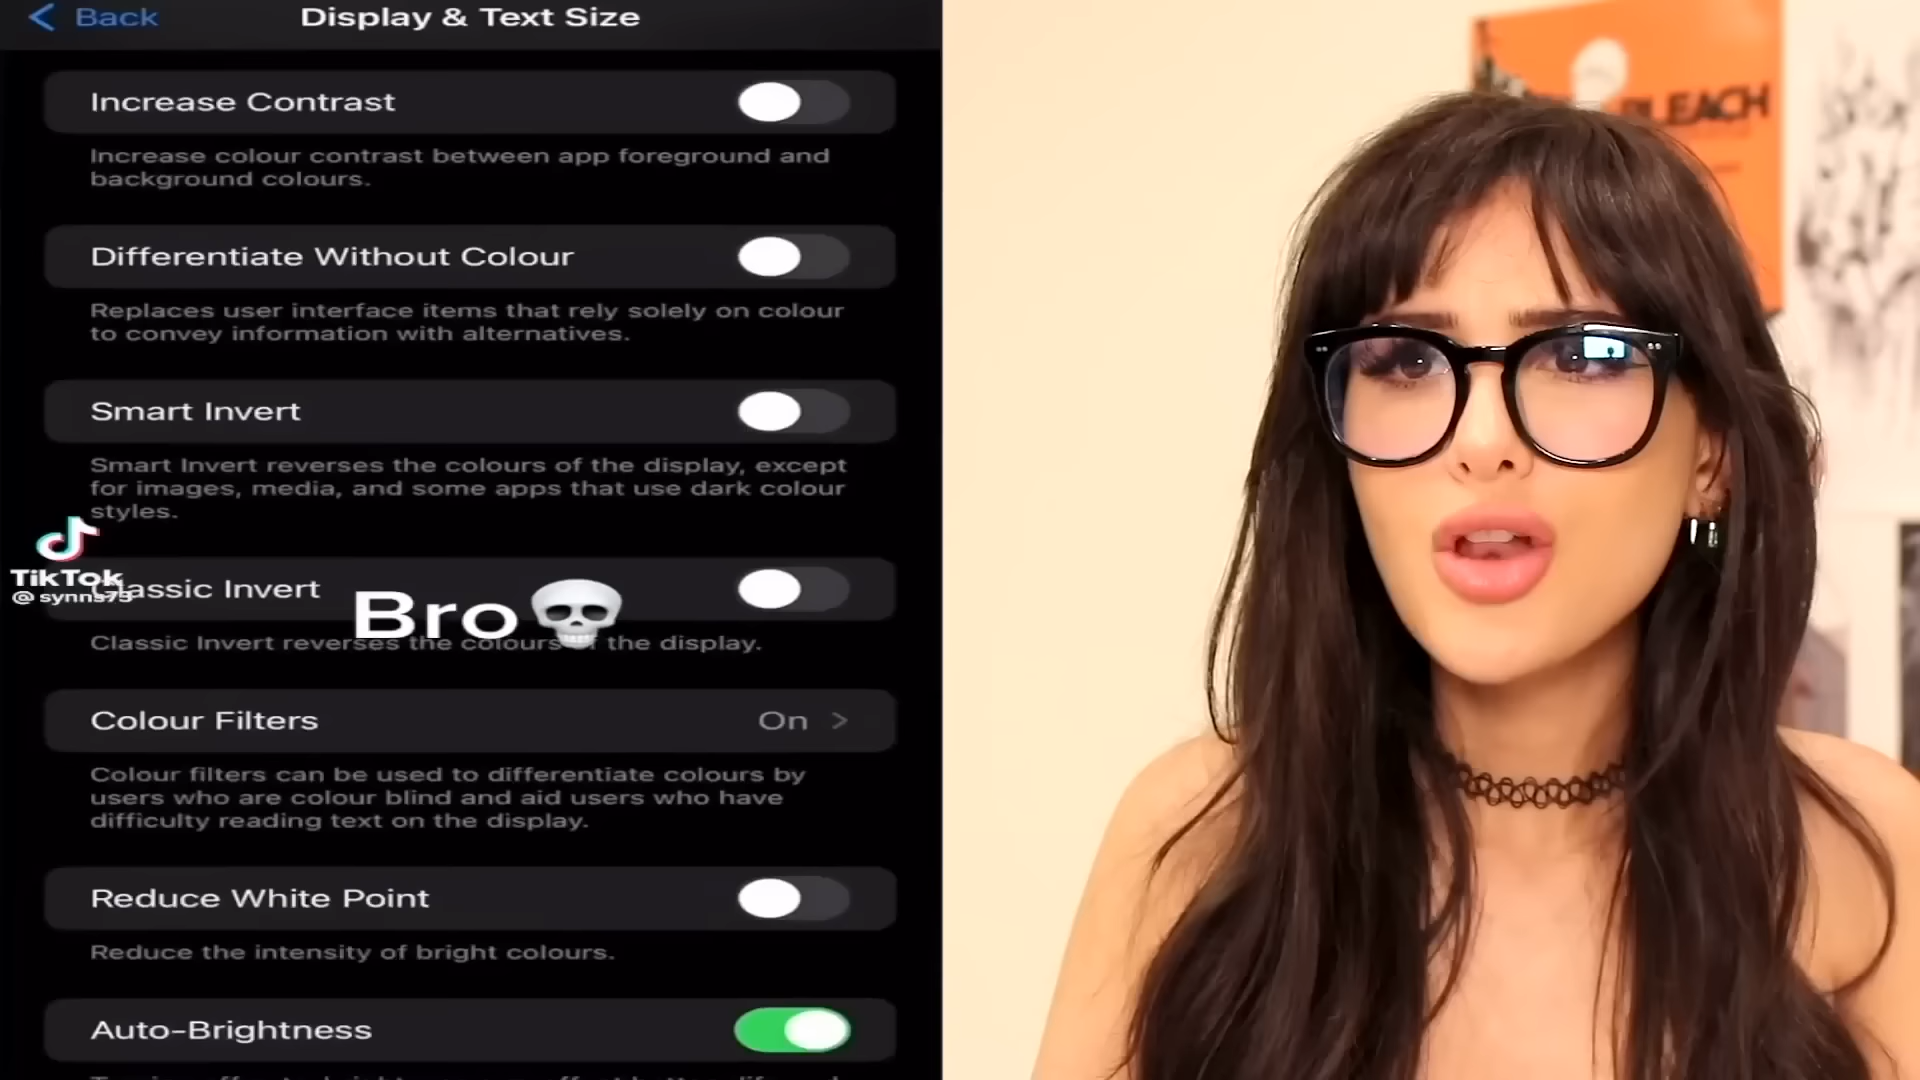 Back
Display & Text Size
Increase Contrast
Increase colour contrast between app foreground and
background colours.
Differentiate Without Colour
Replaces user interface items that rely solely on colour
to convey information with alternatives.
Smart Invert
Smart Invert reverses the colours of the display, except
for images, media, and some apps that use dark colour
styles.
TikTok
@synns75
Classic Invert
Bro💀
Classic Invert reverses the colours of the display.
Colour Filters
On
Colour filters can be used to differentiate colours by
users who are colour blind and aid users who have
difficulty reading text on the display.
Reduce White Point
Reduce the intensity of bright colours.
Auto-Brightness
BLEACH